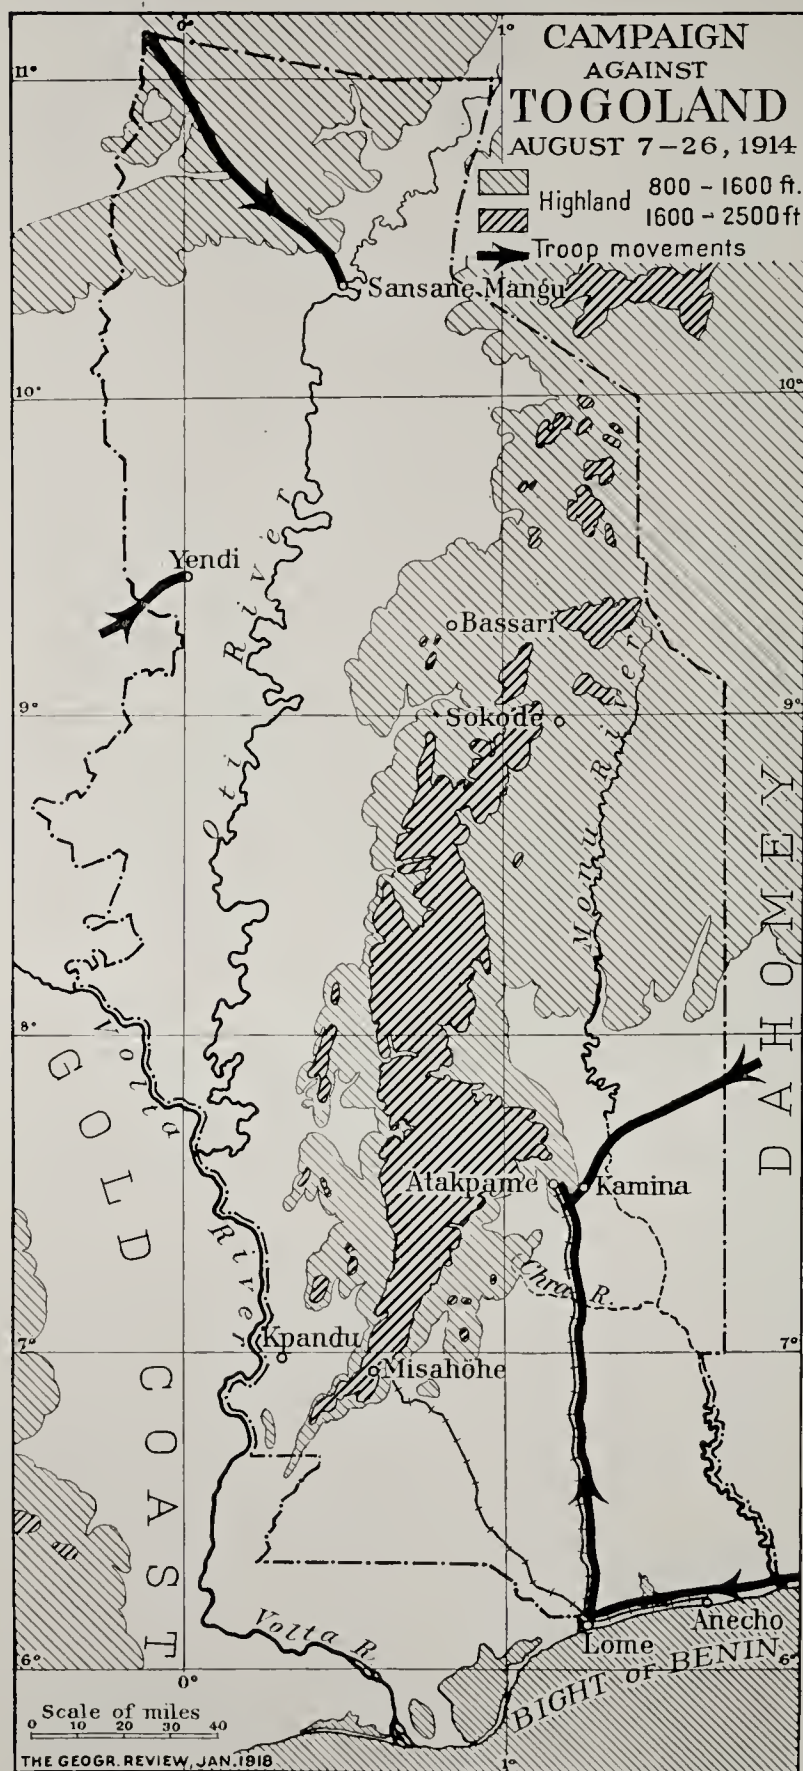 0°
1°
CAMPAIGN
AGAINST
TOGOLAND
AUGUST 7–26, 1914
Highland 800 - 1600 ft.
1600 - 2500 ft
Troop movements
11°
Sansane Mangu
10°
10°
Yendi
Oti River
Bassari
9°
Sokode
9°
Monu River
DAHOMEY
8°
Volta River
GOLD COAST
Atakpame
Kamina
Chra R.
Kpandu
7°
7°
Misahöhe
Volta R.
Anecho
Lome
BIGHT OF BENIN
6°
6°
0°
1°
Scale of miles
0 10 20 30 40
THE GEOGR. REVIEW, JAN. 1918